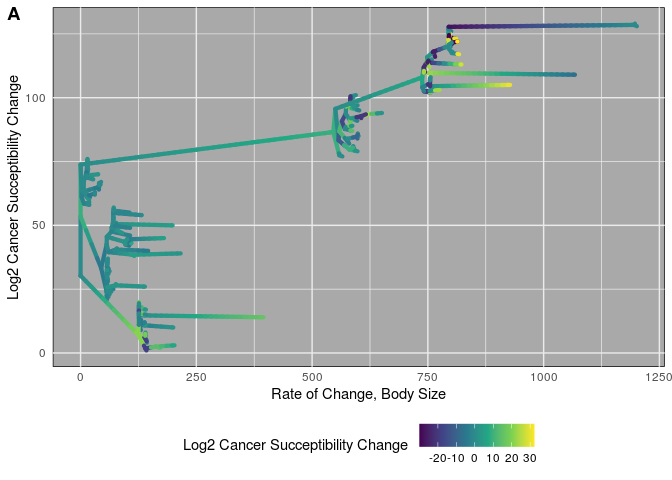 A
Log2 Cancer Succeptibility Change
100
50
0
0 250 500 750 1000 1250
Rate of Change, Body Size
Log2 Cancer Succeptibility Change
-20 -10 0 10 20 30